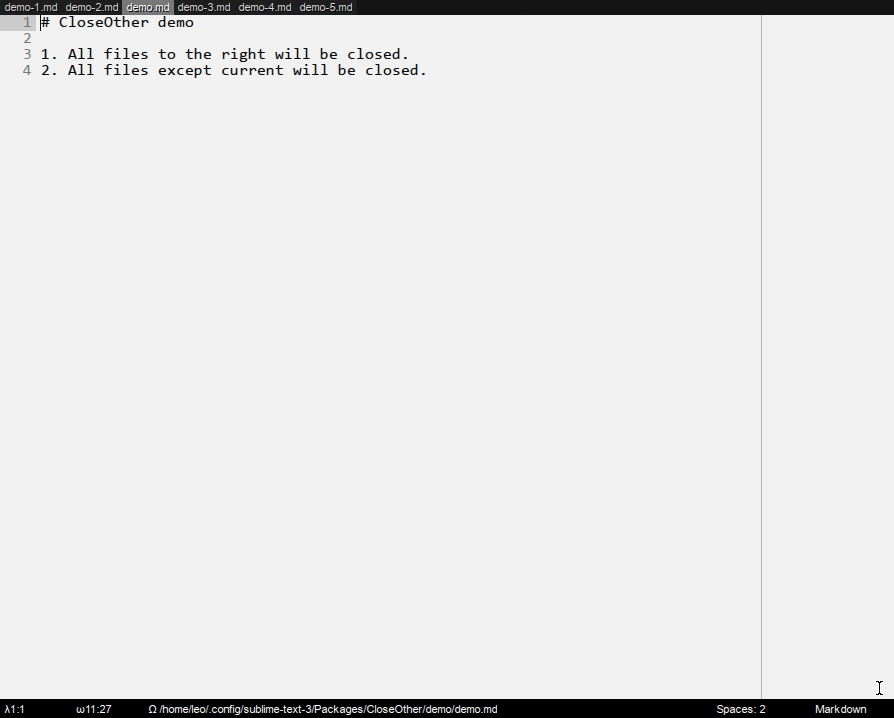 demo-1.md demo-2.md demo.md demo-3.md demo-4.md demo-5.md
1 # CloseOther demo
2
3 1. All files to the right will be closed.
4 2. All files except current will be closed.
λ1:1 ω11:27 Ω /home/leo/.config/sublime-text-3/Packages/CloseOther/demo/demo.md Spaces: 2 Markdown